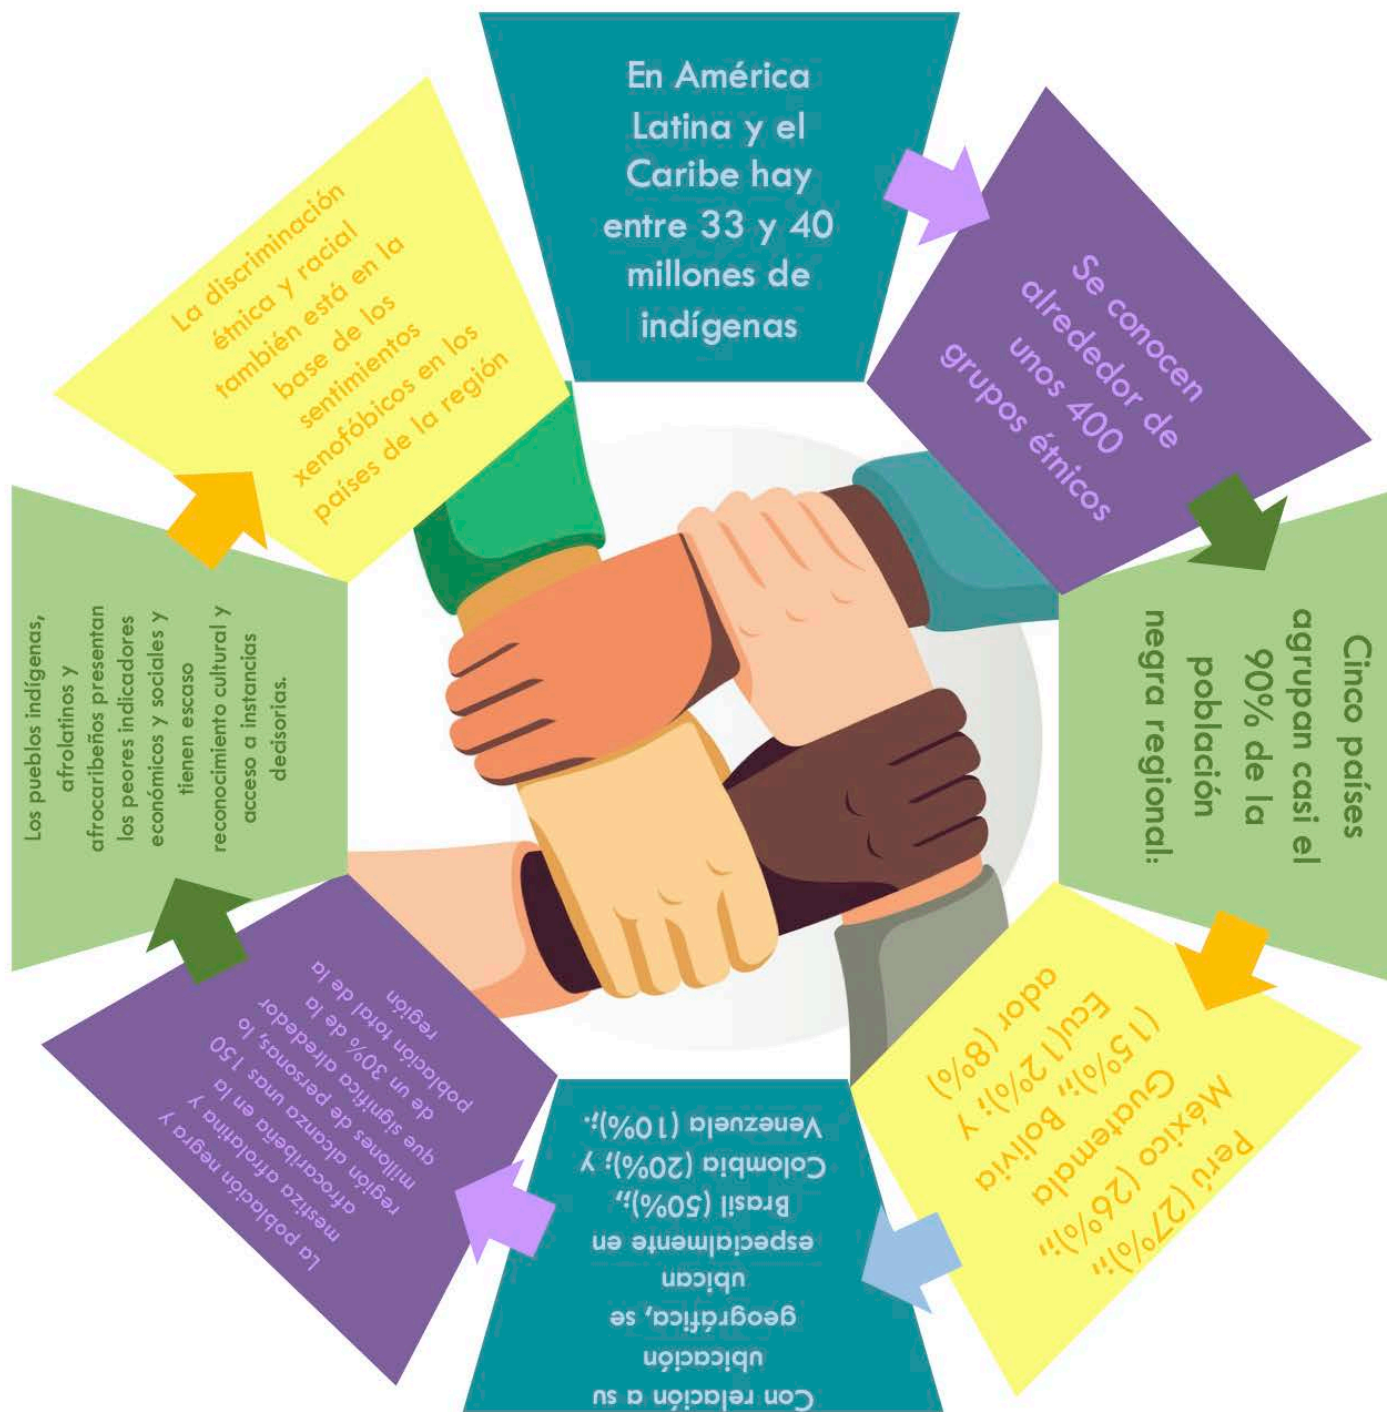 En América
Latina y el
Caribe hay
entre 33 y 40
millones de
indígenas
Se conocen
alrededor de
unos 400
grupos étnicos
Cinco países
agrupan casi el
90% de la
población
negra regional:
Perú (27%);,
México (26%);,
Guatemala
(15%);, Bolivia
Ecu(12%);, y
ador (8%)
Con relación a su
ubicación
geográfica, se
ubican
especialmente en
Brasil (50%);,
Colombia (20%);, y
Venezuela (10%);.
La población negra y
mestiza afrolatina y
afrocaribeña en la
región alcanza unas 150
millones de personas, lo
que significa alrededor
de un 30% de la
población total de la
región
Los pueblos indígenas,
afrolatinos y
afrocaribeños presentan
los peores indicadores
económicos y sociales y
tienen escaso
reconocimiento cultural y
acceso a instancias
decisorias.
La discriminación
étnica y racial
también está en la
base de los
sentimientos
xenofóbicos en los
países de la región